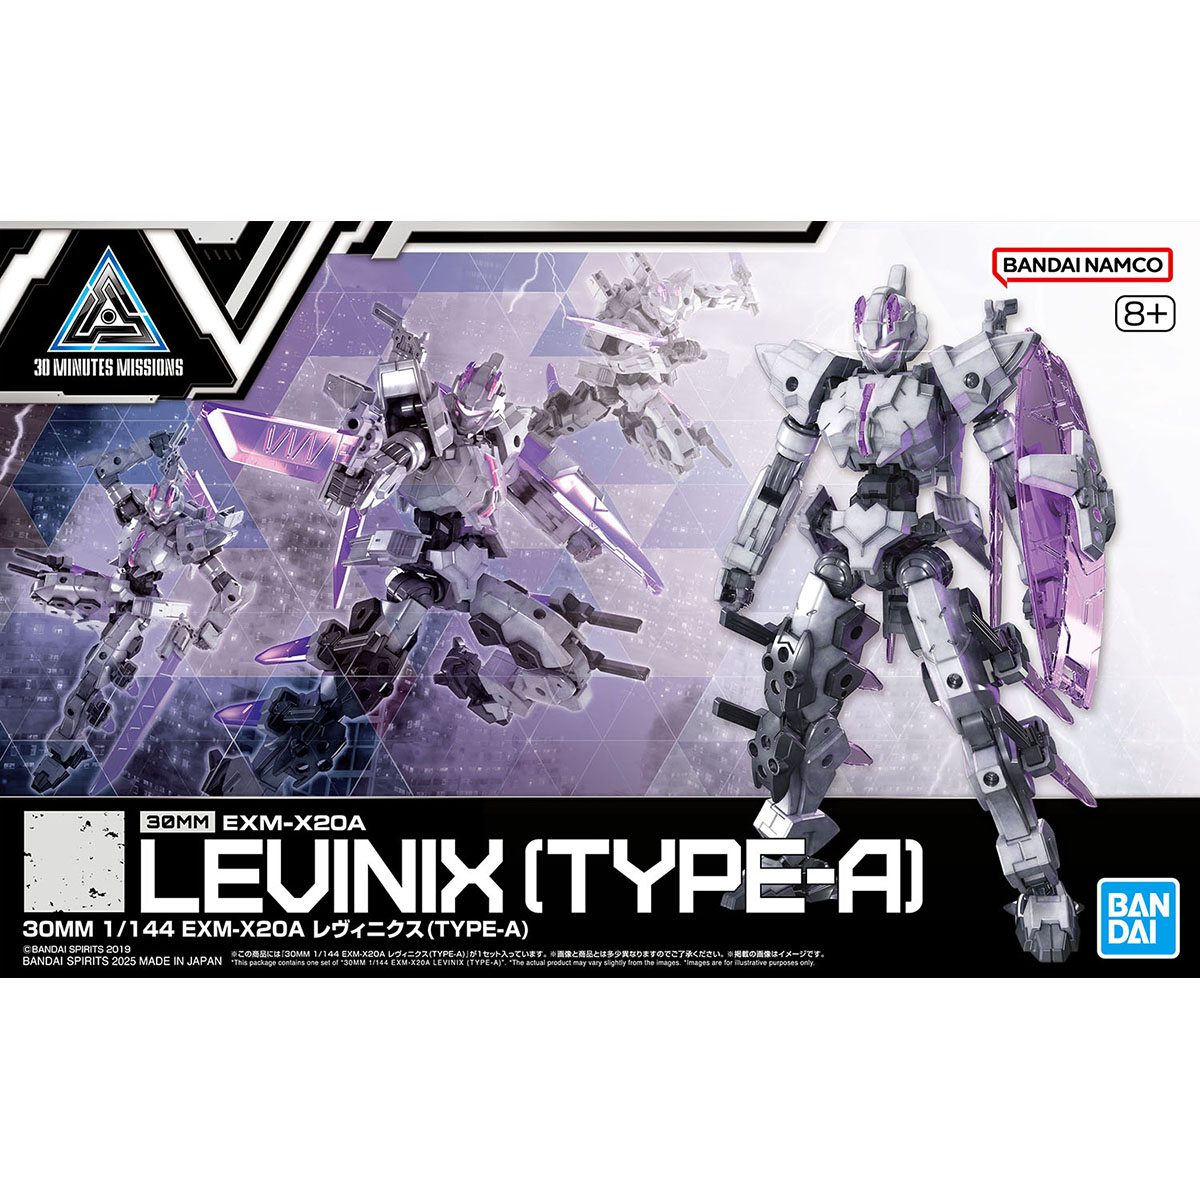 30 MINUTES MISSIONS
BANDAI NAMCO
8+
30MM EXM-X20A
LEVINIX (TYPE-A)
30MM 1/144 EXM-X20A レヴィニクス(TYPE-A)
©BANDAI SPIRITS 2019
BANDAI SPIRITS 2025 MADE IN JAPAN
※この商品には「30MM 1/144 EXM-X20A レヴィニクス(TYPE-A)」が1セット入っています。※画像と商品とは多少異なりますのでご了承ください。※掲載の画像はイメージです。
*This package contains one set of "30MM 1/144 EXM-X20A LEVINIX (TYPE-A)". *The actual product may vary slightly from the images. *Images are for illustrative purposes only.
BAN
DAI